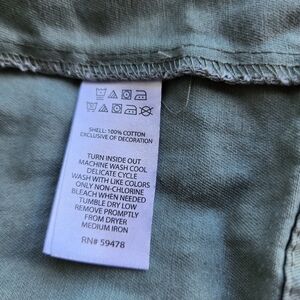 SHELL: 100% COTTON
EXCLUSIVE OF DECORATION
TURN INSIDE OUT
MACHINE WASH COOL
DELICATE CYCLE
WASH WITH LIKE COLORS
ONLY NON-CHLORINE
BLEACH WHEN NEEDED
TUMBLE DRY LOW
REMOVE PROMPTLY
FROM DRYER
MEDIUM IRON
RN# 59478